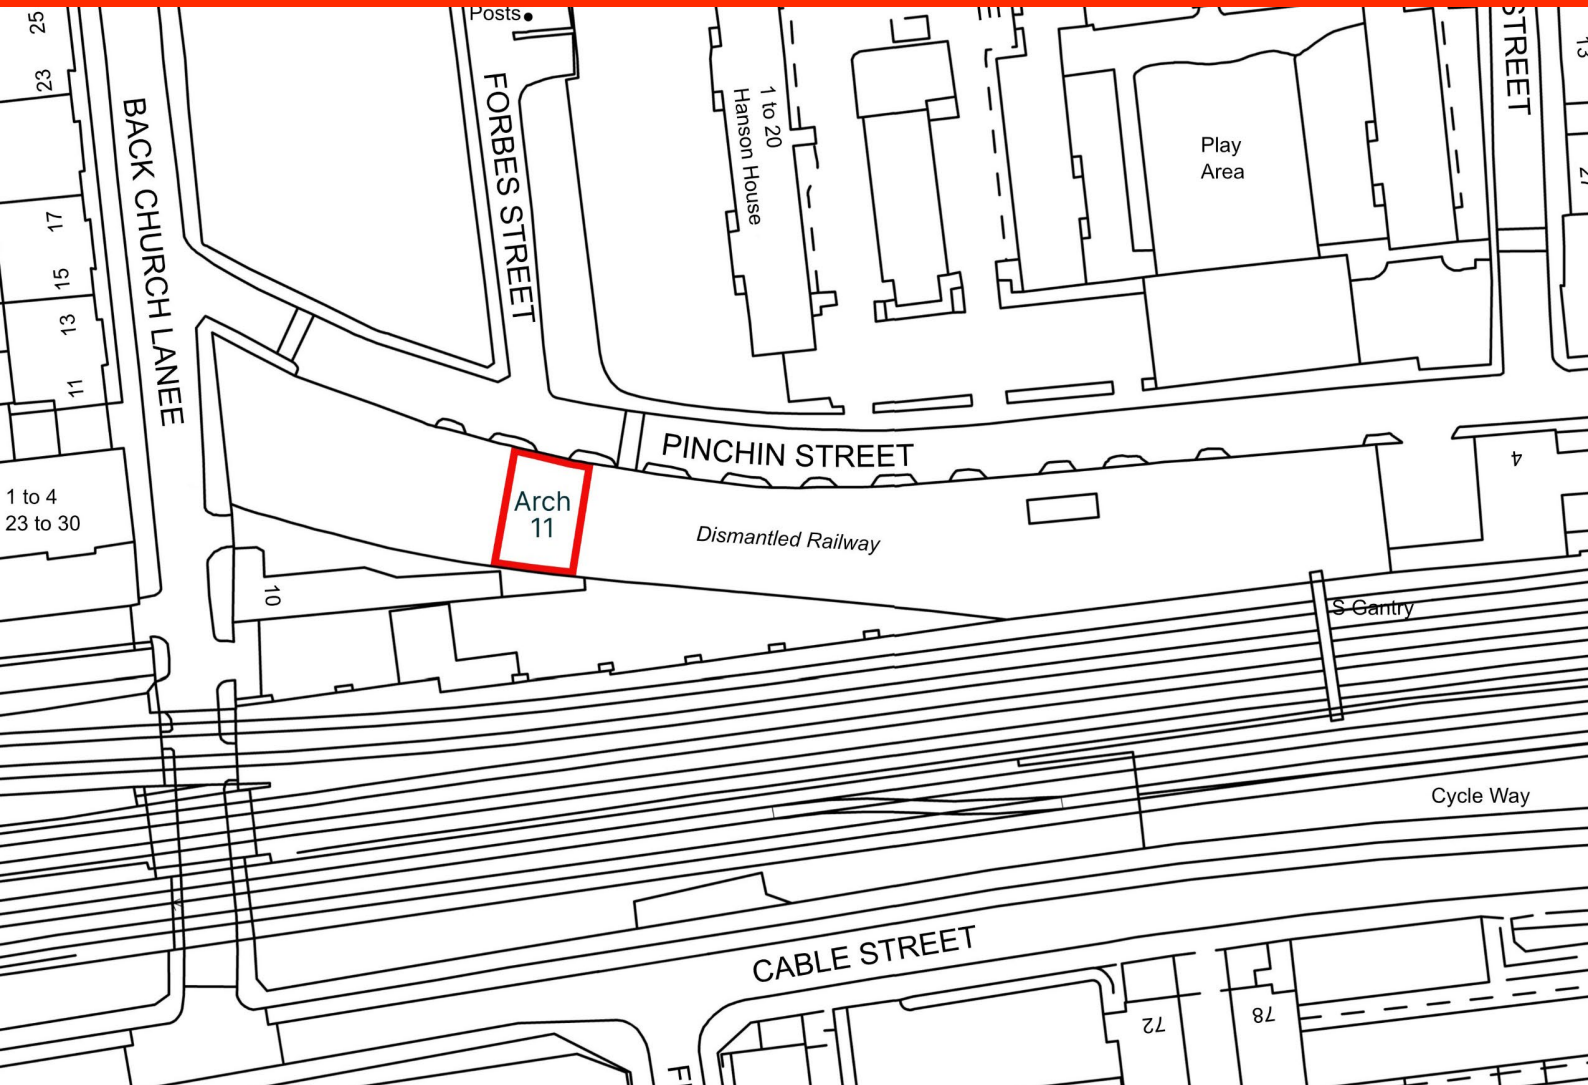 Posts
25
23
BACK CHURCH LANEE
FORBES STREET
1 to 20
Hanson House
Play
Area
STREET
13
17
15
13
11
PINCHIN STREET
4
Arch
11
1 to 4
23 to 30
Dismantled Railway
10
S Gantry
Cycle Way
CABLE STREET
72
78